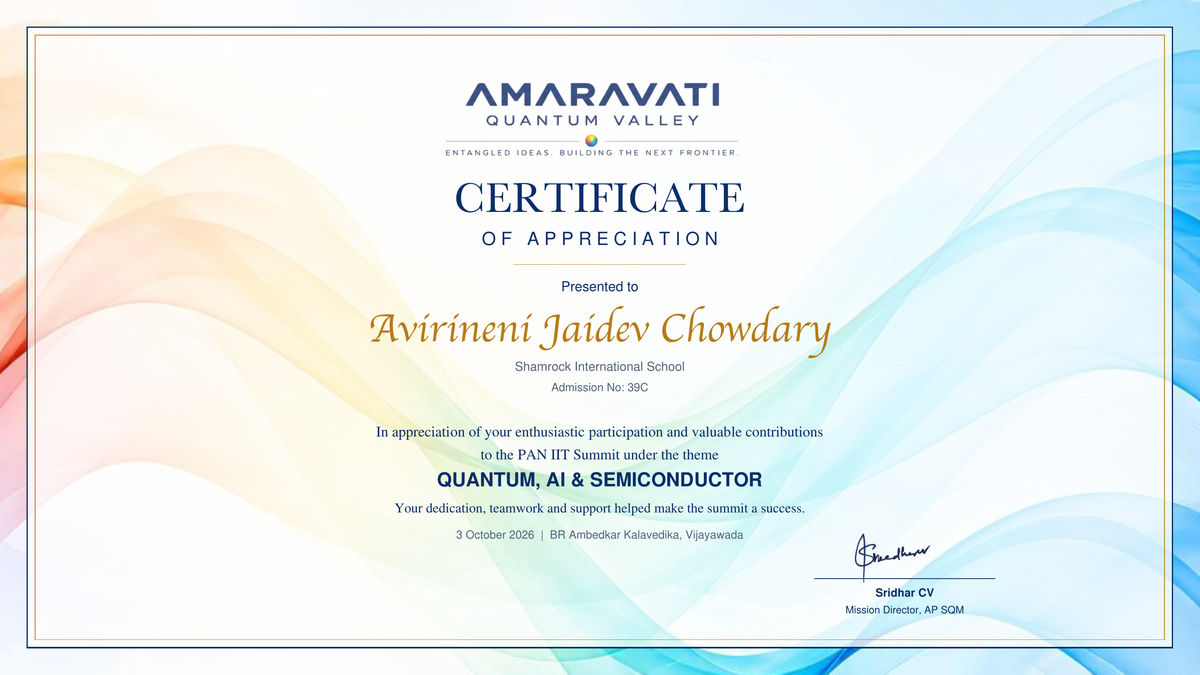 AMARAVATI
QUANTUM VALLEY
ENTANGLED IDEAS. BUILDING THE NEXT FRONTIER.
CERTIFICATE
OF APPRECIATION
Presented to
Avirineni Jaidev Chowdary
Shamrock International School
Admission No: 39C
In appreciation of your enthusiastic participation and valuable contributions
to the PAN IIT Summit under the theme
QUANTUM, AI & SEMICONDUCTOR
Your dedication, teamwork and support helped make the summit a success.
3 October 2026 | BR Ambedkar Kalavedika, Vijayawada
Sridhar CV
Mission Director, AP SQM